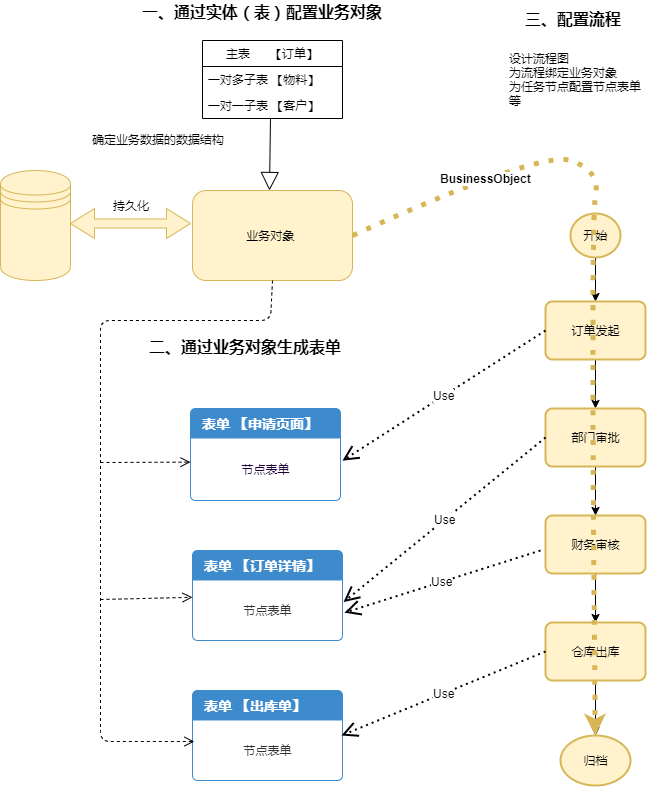 一、通过实体（表）配置业务对象
主表 【订单】
一对多子表【物料】
一对一子表【客户】
确定业务数据的数据结构
持久化
业务对象
二、通过业务对象生成表单
表单 【申请页面】
节点表单
表单 【订单详情】
节点表单
表单 【出库单】
节点表单
三、配置流程
设计流程图
为流程绑定业务对象
为任务节点配置节点表单
等
BusinessObject
开始
订单发起
Use
部门审批
Use
财务审核
Use
仓库出库
Use
归档